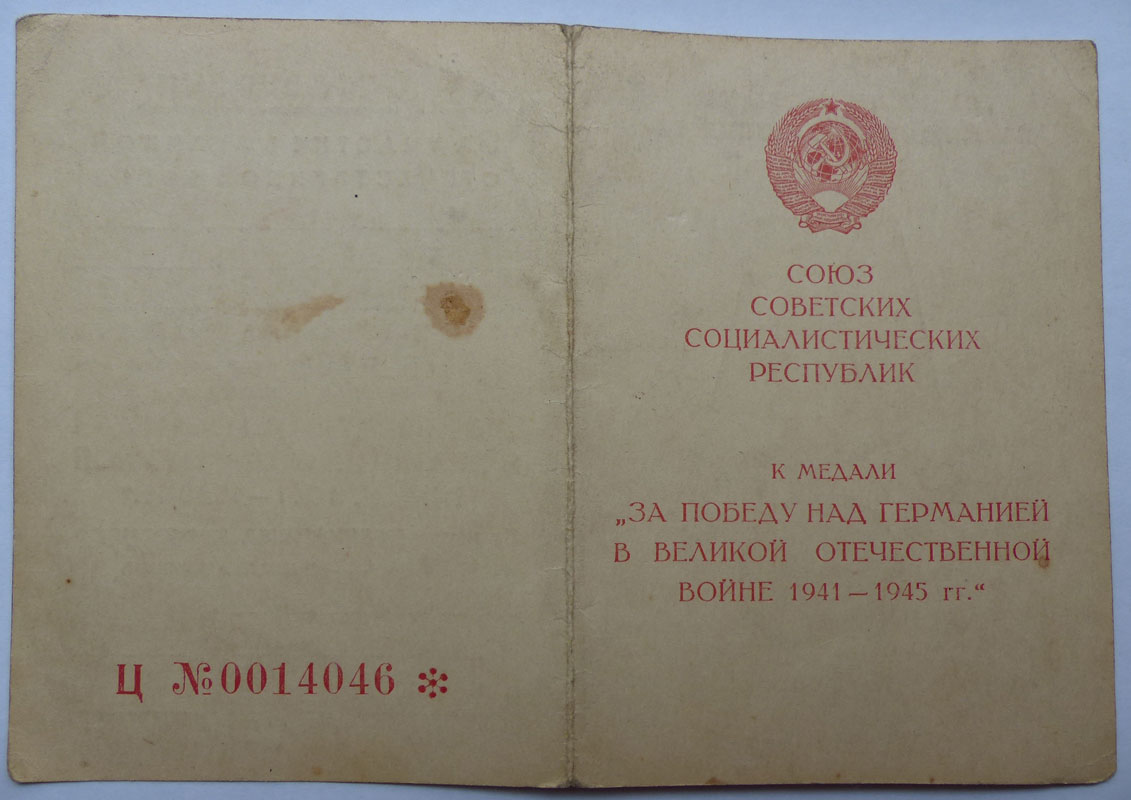 Ц №0014046 *
СОЮЗ
СОВЕТСКИХ
СОЦИАЛИСТИЧЕСКИХ
РЕСПУБЛИК
К МЕДАЛИ
„ЗА ПОБЕДУ НАД ГЕРМАНИЕЙ
В ВЕЛИКОЙ ОТЕЧЕСТВЕННОЙ
ВОЙНЕ 1941—1945 гг.“